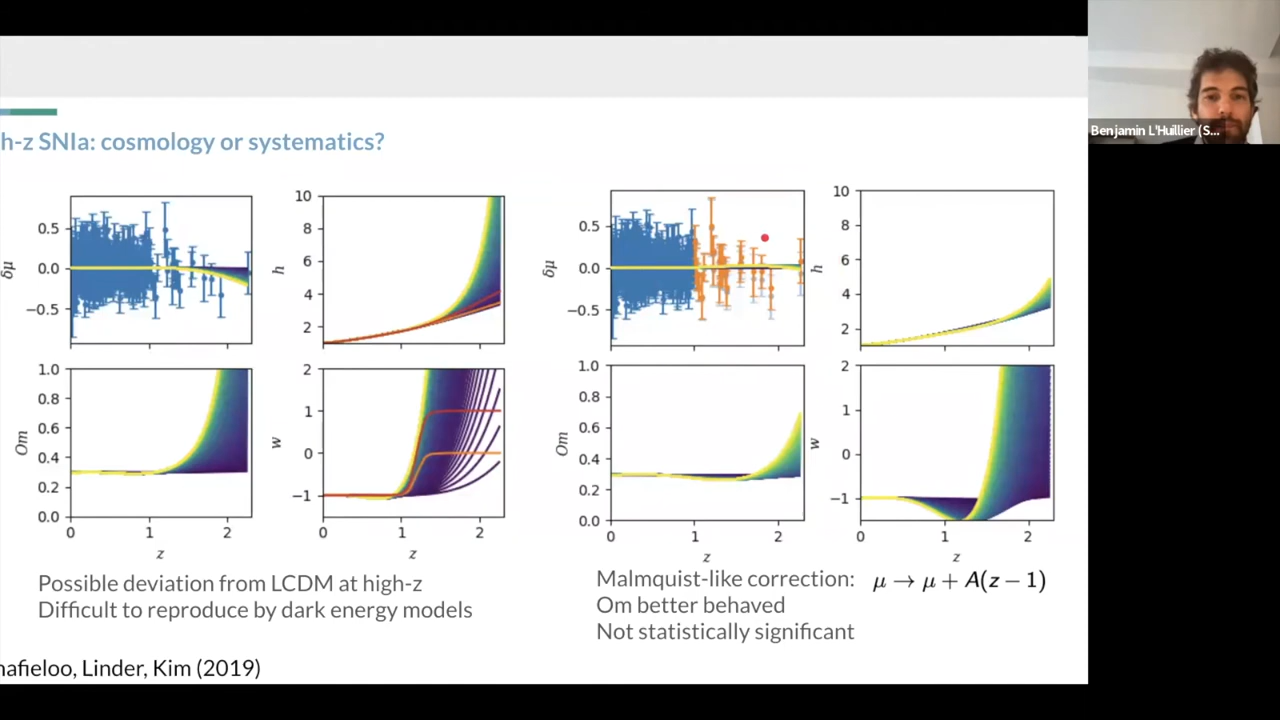 h-z SNIa: cosmology or systematics?
Benjamin L'Huillier (S...
0.5
0.0
−0.5
δμ
10
8
6
4
2
h
0.5
0.0
−0.5
δμ
10
8
6
4
2
h
1.0
0.8
0.6
0.4
0.2
0.0
Om
0
1
2
z
2
1
0
−1
w
0
1
2
z
1.0
0.8
0.6
0.4
0.2
0.0
Om
0
1
2
z
2
1
0
−1
w
0
1
2
z
Possible deviation from LCDM at high-z
Difficult to reproduce by dark energy models
Malmquist-like correction: μ → μ + A(z − 1)
Om better behaved
Not statistically significant
hafieloo, Linder, Kim (2019)